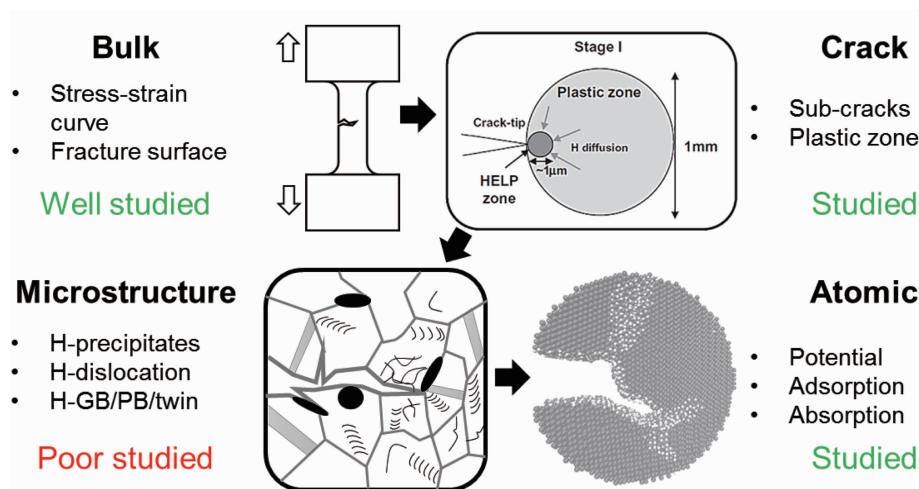 Bulk
• Stress-strain
curve
• Fracture surface
Well studied
Stage I
Plastic zone
Crack-tip
H diffusion
1mm
~1μm
HELP
zone
Crack
• Sub-cracks
• Plastic zone
Studied
Microstructure
• H-precipitates
• H-dislocation
• H-GB/PB/twin
Poor studied
Atomic
• Potential
• Adsorption
• Absorption
Studied